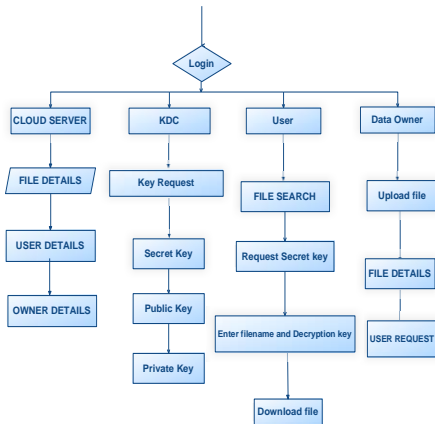 Login
CLOUD SERVER
KDC
User
Data Owner
FILE DETAILS
Key Request
FILE SEARCH
Upload file
USER DETAILS
Secret Key
Request Secret key
FILE DETAILS
OWNER DETAILS
Public Key
Enter filename and Decryption key
USER REQUEST
Private Key
Download file